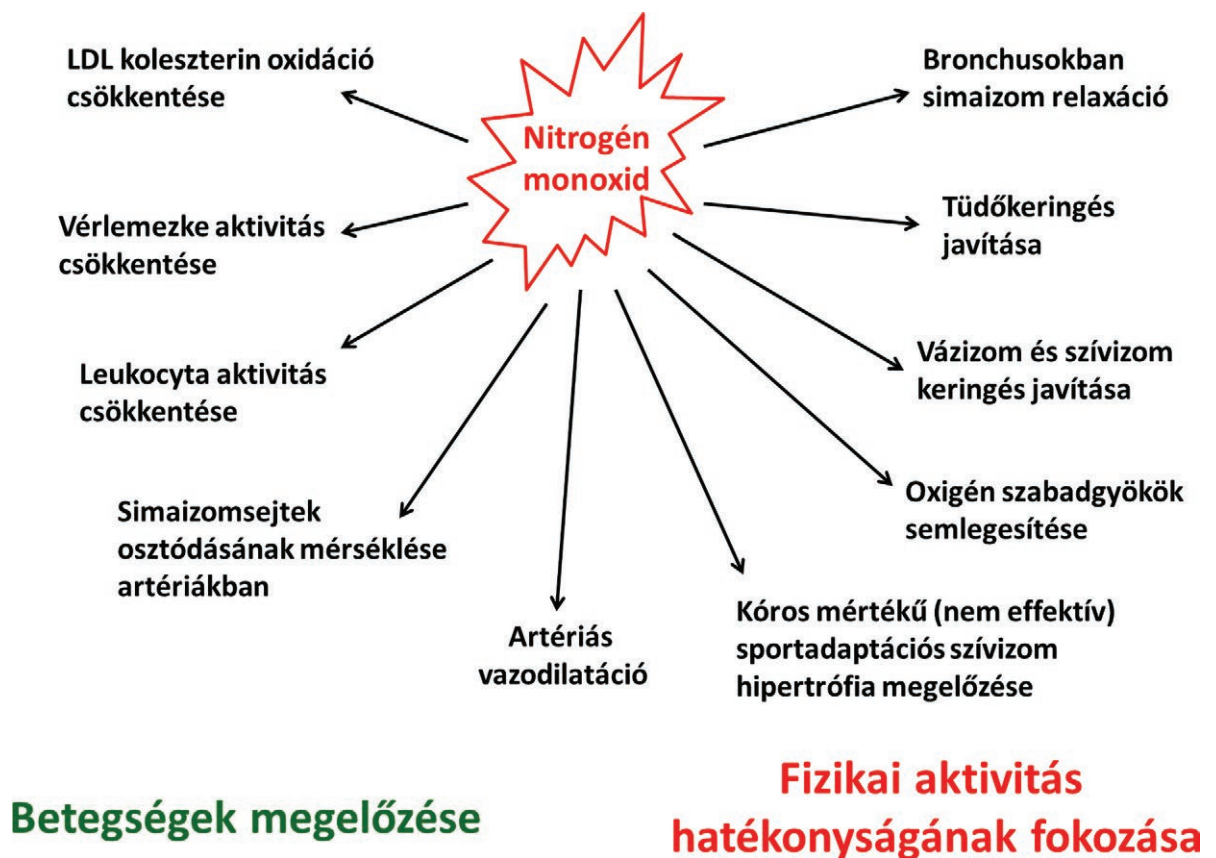 LDL koleszterin oxidáció
csökkentése
Nitrogén
monoxid
Bronchusokban
simaizom relaxáció
Vérlemezke aktivitás
csökkentése
Tüdőkeringés
javítása
Leukocyta aktivitás
csökkentése
Vázizom és szívizom
keringés javítása
Simaizomsejtek
osztódásának mérséklése
artériákban
Oxigén szabadgyökök
semlegesítése
Artériás
vazodilatáció
Kóros mértékű (nem effektív)
sportadaptációs szívizom
hipertrófia megelőzése
Betegségek megelőzése
Fizikai aktivitás
hatékonyságának fokozása